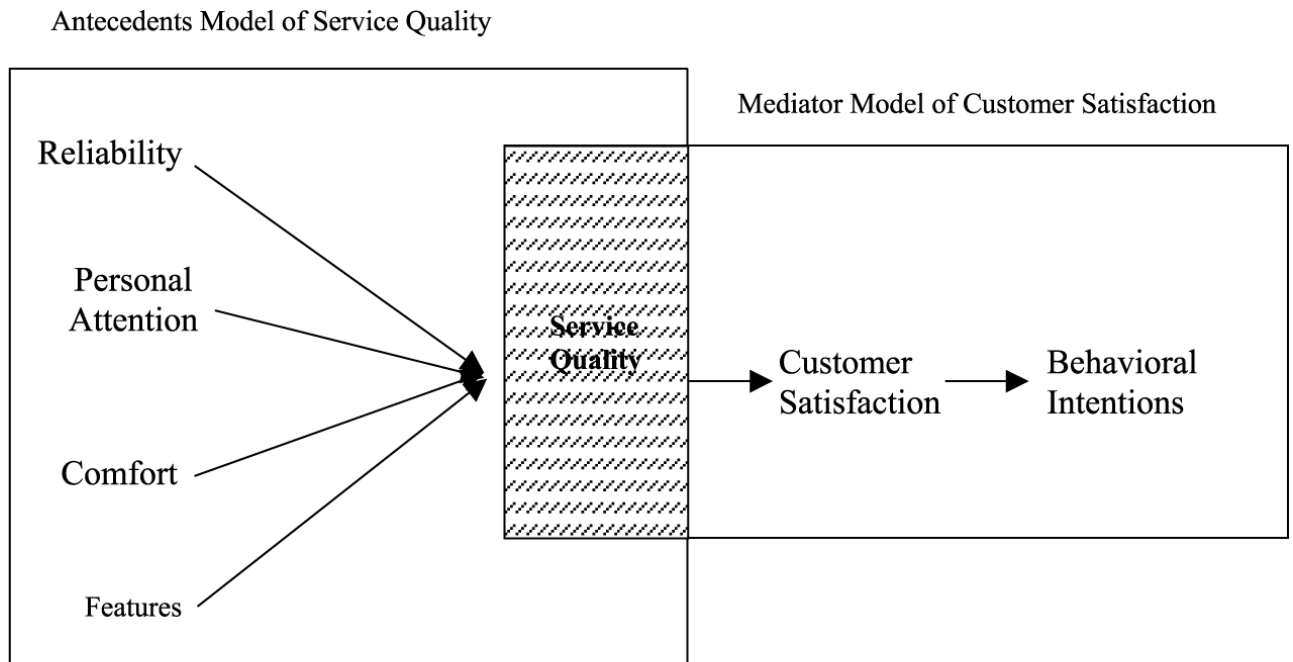 Antecedents Model of Service Quality
Mediator Model of Customer Satisfaction
Reliability
Personal
Attention
Comfort
Features
Service
Quality
Customer
Satisfaction
Behavioral
Intentions